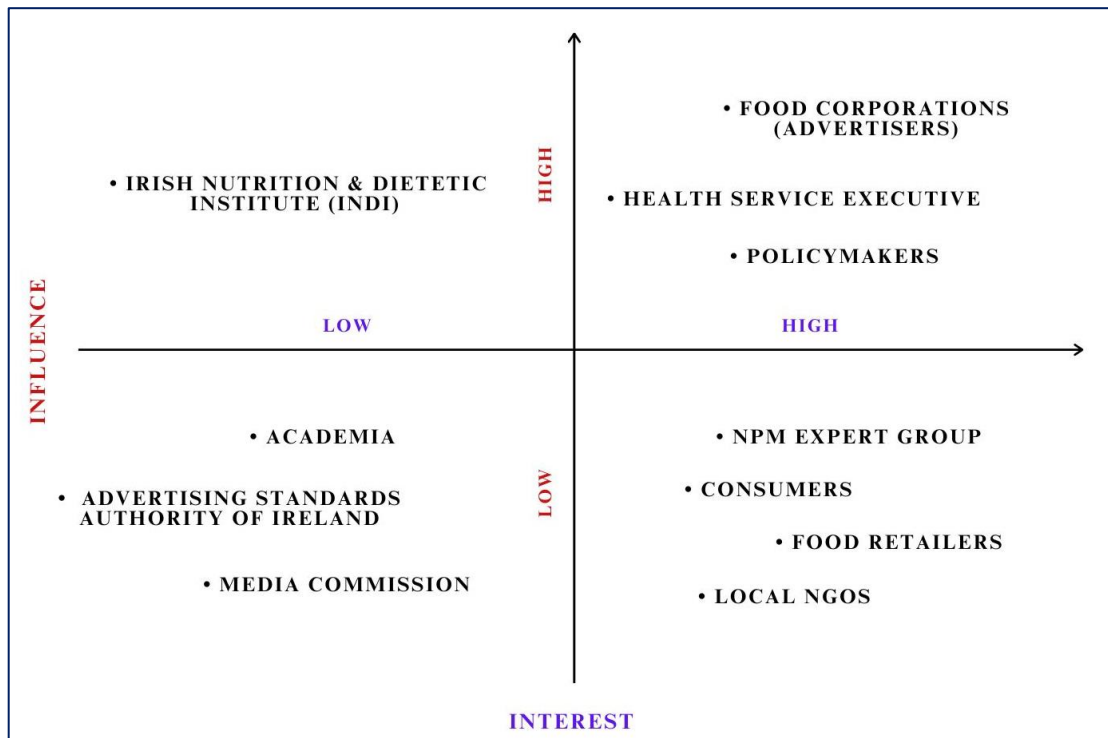 • FOOD CORPORATIONS
(ADVERTISERS)
HIGH
• IRISH NUTRITION & DIETETIC
INSTITUTE (INDI)
• HEALTH SERVICE EXECUTIVE
• POLICYMAKERS
INFLUENCE
LOW
HIGH
• ACADEMIA
• NPM EXPERT GROUP
LOW
• ADVERTISING STANDARDS
AUTHORITY OF IRELAND
• CONSUMERS
• FOOD RETAILERS
• MEDIA COMMISSION
• LOCAL NGOS
INTEREST